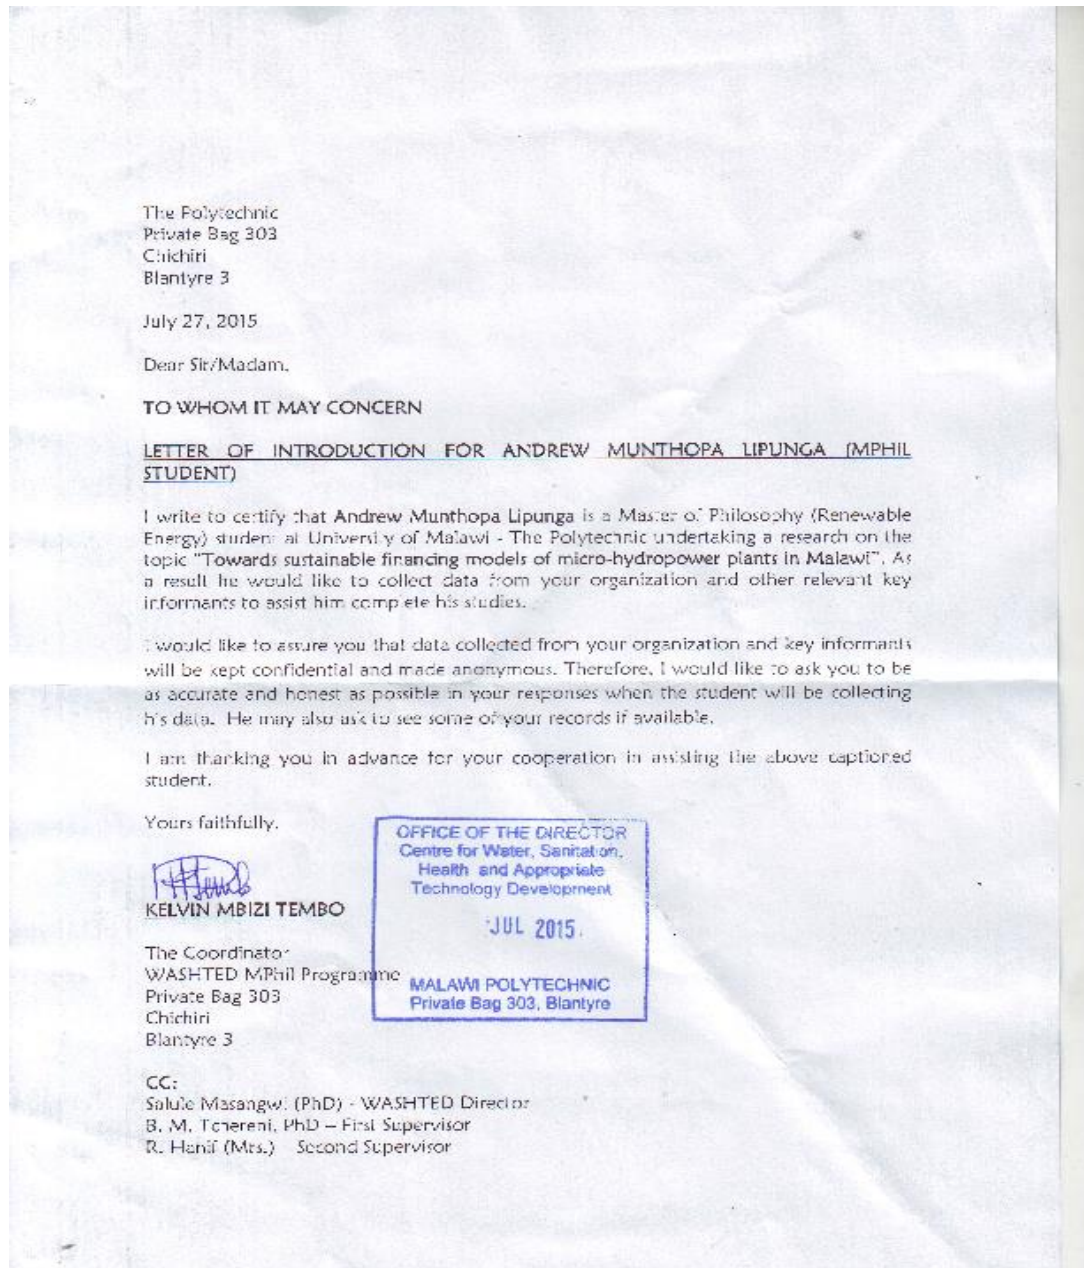 The Polytechnic
Private Bag 303
Chichiri
Blantyre 3
July 27, 2015
Dear Sir/Madam,
TO WHOM IT MAY CONCERN
LETTER OF INTRODUCTION FOR ANDREW MUNTHOPA LIPUNGA (MPHIL
STUDENT)
I write to certify that Andrew Munthopa Lipunga is a Master of Philosophy (Renewable
Energy) student at University of Malawi - The Polytechnic undertaking a research on the
topic "Towards sustainable financing models of micro-hydropower plants in Malawi". As
a result he would like to collect data from your organization and other relevant key
informants to assist him complete his studies.
I would like to assure you that data collected from your organization and key informants
will be kept confidential and made anonymous. Therefore, I would like to ask you to be
as accurate and honest as possible in your responses when the student will be collecting
his data. He may also ask to see some of your records if available.
I am thanking you in advance for your cooperation in assisting the above captioned
student.
Yours faithfully,
KELVIN MBIZI TEMBO
The Coordinator
WASHTED MPhil Programme
Private Bag 303
Chichiri
Blantyre 3
OFFICE OF THE DIRECTOR
Centre for Water, Sanitation,
Health and Appropriate
Technology Development
JUL 2015
MALAWI POLYTECHNIC
Private Bag 303, Blantyre
CC:
Salule Masangwi (PhD) - WASHTED Director
B. M. Tchereni, PhD – First Supervisor
R. Hanif (Mrs.) – Second Supervisor